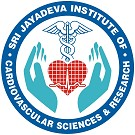 SRI JAYADEVA INSTITUTE OF
CARDIOVASCULAR SCIENCES & RESEARCH